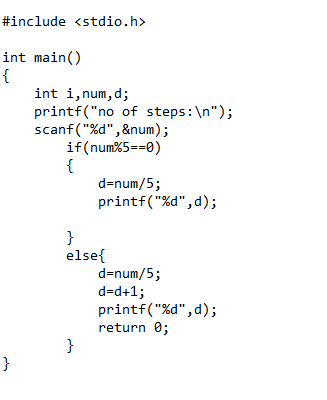 #include <stdio.h>
int main()
{
int i,num,d;
printf("no of steps:\n");
scanf("%d",&num);
if(num%5==0)
{
d=num/5;
printf("%d",d);
}
else{
d=num/5;
d=d+1;
printf("%d",d);
return 0;
}
}